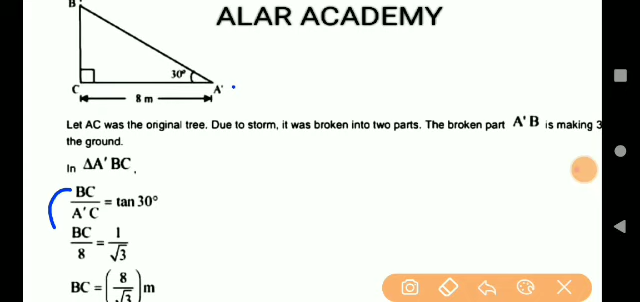 B
ALAR ACADEMY
30°
C
A'
8 m
Let AC was the original tree. Due to storm, it was broken into two parts. The broken part A'B is making 3
the ground.
In ΔA'BC,
BC/A'C = tan 30°
BC/8 = 1/√3
BC = (8/√3) m